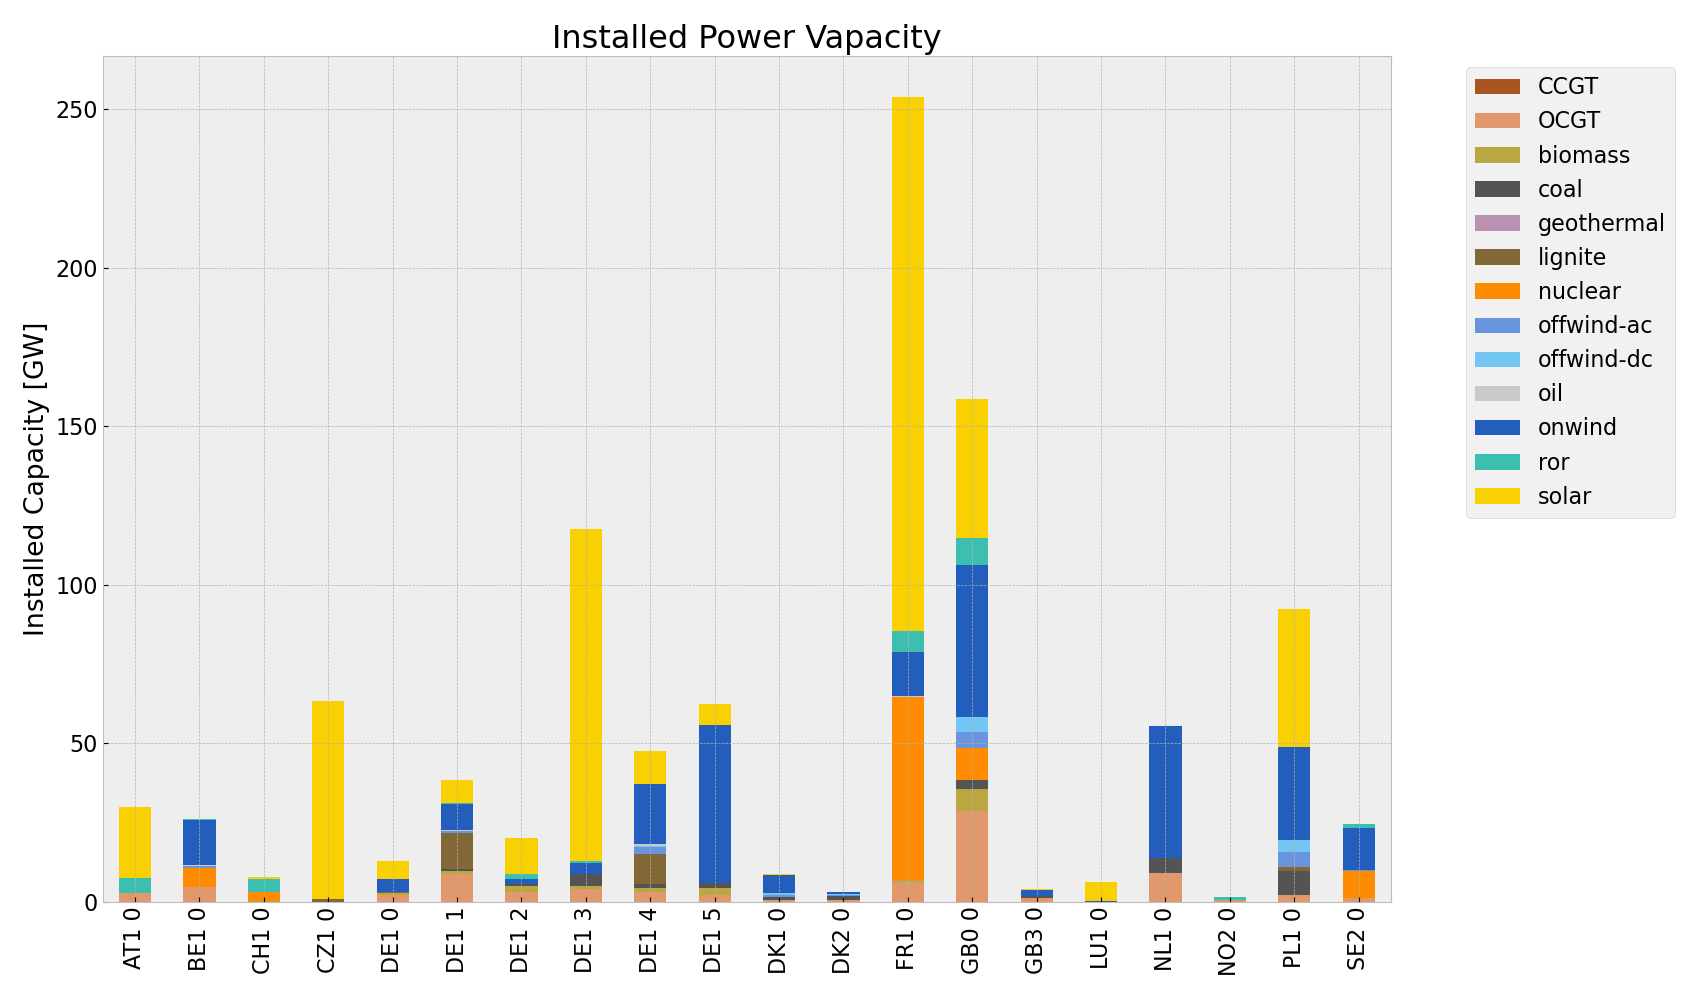 Installed Power Vapacity
Installed Capacity [GW]
250
200
150
100
50
0
AT1 0
BE1 0
CH1 0
CZ1 0
DE1 0
DE1 1
DE1 2
DE1 3
DE1 4
DE1 5
DK1 0
DK2 0
FR1 0
GB0 0
GB3 0
LU1 0
NL1 0
NO2 0
PL1 0
SE2 0
CCGT
OCGT
biomass
coal
geothermal
lignite
nuclear
offwind-ac
offwind-dc
oil
onwind
ror
solar